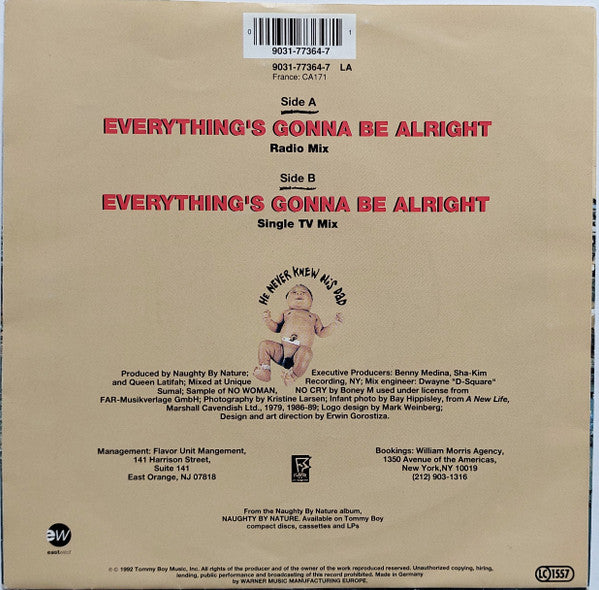 0 1
9031-77364-7
9031-77364-7 LA
France: CA171
Side A
EVERYTHING'S GONNA BE ALRIGHT
Radio Mix
Side B
EVERYTHING'S GONNA BE ALRIGHT
Single TV Mix
HE NEVER KNEW HIS DAD
Produced by Naughty By Nature; Executive Producers: Benny Medina, Sha-Kim
and Queen Latifah; Mixed at Unique Recording, NY; Mix engineer: Dwayne "D-Square"
Sumal; Sample of NO WOMAN, NO CRY by Boney M used under license from
FAR-Musikverlage GmbH; Photography by Kristine Larsen; Infant photo by Bay Hippisley, from A New Life,
Marshall Cavendish Ltd., 1979, 1986-89; Logo design by Mark Weinberg;
Design and art direction by Erwin Gorostiza.
Management: Flavor Unit Mangement,
141 Harrison Street,
Suite 141
East Orange, NJ 07818
Bookings: William Morris Agency,
1350 Avenue of the Americas,
New York,NY 10019
(212) 903-1316
From the Naughty By Nature album,
NAUGHTY BY NATURE. Available on Tommy Boy
compact discs, cassettes and LPs
ew
eastwest
℗ © 1992 Tommy Boy Music, Inc. All rights of the producer and of the owner of the work reproduced reserved. Unauthorized copying, hiring,
lending, public performance and broadcasting of this record prohibited. Made in Germany
by WARNER MUSIC MANUFACTURING EUROPE.
LC 1557